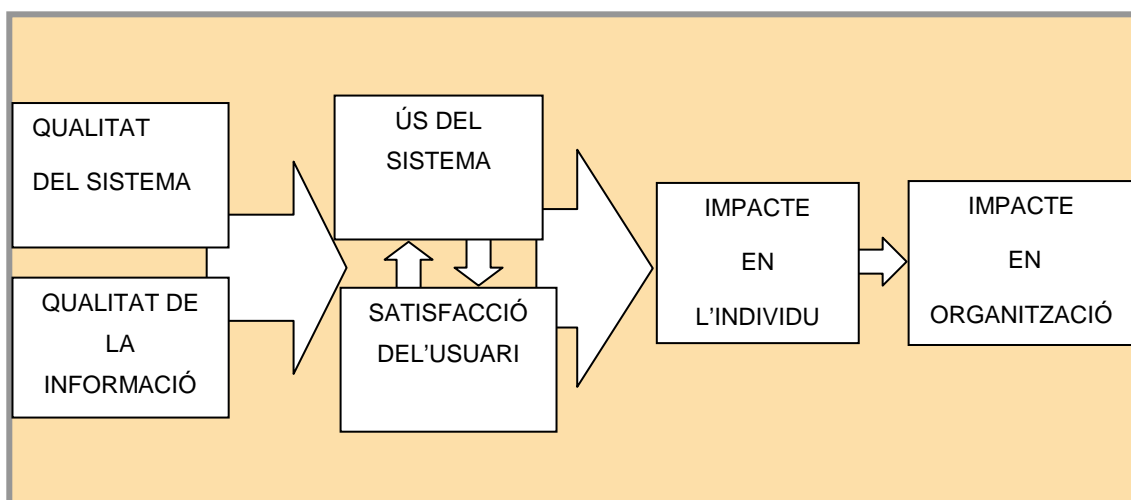 QUALITAT
DEL SISTEMA
QUALITAT DE
LA
INFORMACIÓ
ÚS DEL
SISTEMA
SATISFACCIÓ
DEL'USUARI
IMPACTE
EN
L’INDIVIDU
IMPACTE
EN
ORGANITZACIÓ